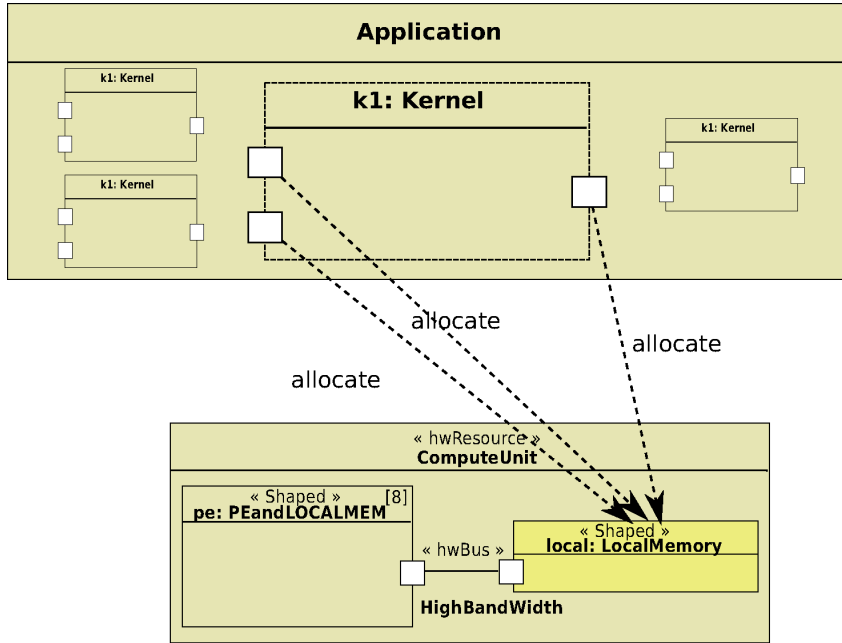 Application
k1: Kernel
k1: Kernel
k1: Kernel
k1: Kernel
allocate
allocate
allocate
« hwResource »
ComputeUnit
« Shaped » [8]
pe: PEandLOCALMEM
« Shaped »
local: LocalMemory
« hwBus »
HighBandWidth